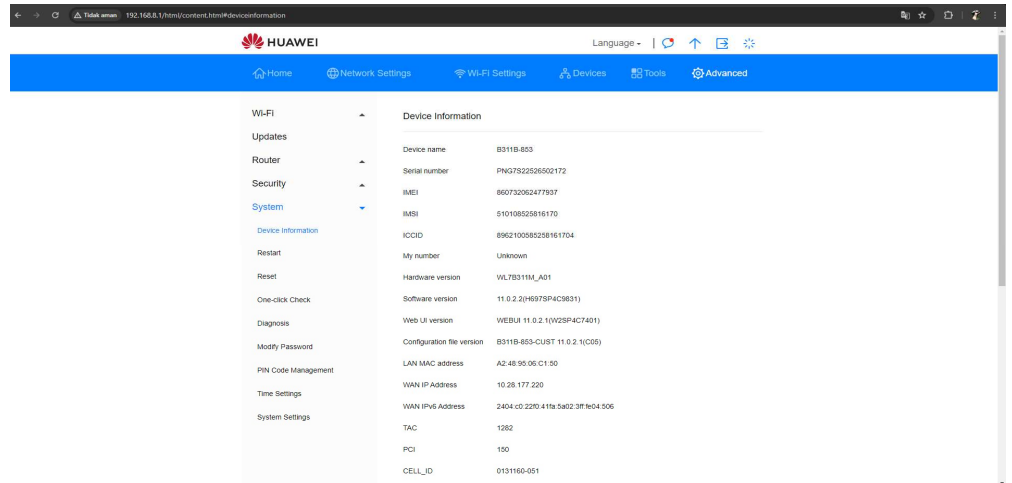 Tidak aman 192.168.8.1/html/content.html#deviceinformation
HUAWEI
Language
Home Network Settings Wi-Fi Settings Devices Tools Advanced
Wi-Fi
Updates
Router
Security
System
Device Information
Restart
Reset
One-click Check
Diagnosis
Modify Password
PIN Code Management
Time Settings
System Settings
Device Information
Device name B311B-853
Serial number PNG7S22526502172
IMEI 860732062477937
IMSI 510108525816170
ICCID 8962100585258161704
My number Unknown
Hardware version WL7B311M_A01
Software version 11.0.2.2(H697SP4C9831)
Web UI version WEBUI 11.0.2.1(W2SP4C7401)
Configuration file version B311B-853-CUST 11.0.2.1(C05)
LAN MAC address A2:48:95:06:C1:50
WAN IP Address 10.28.177.220
WAN IPv6 Address 2404:c0:22f0:41fa:5a02:3ff:fe04:506
TAC 1282
PCI 150
CELL_ID 0131160-051